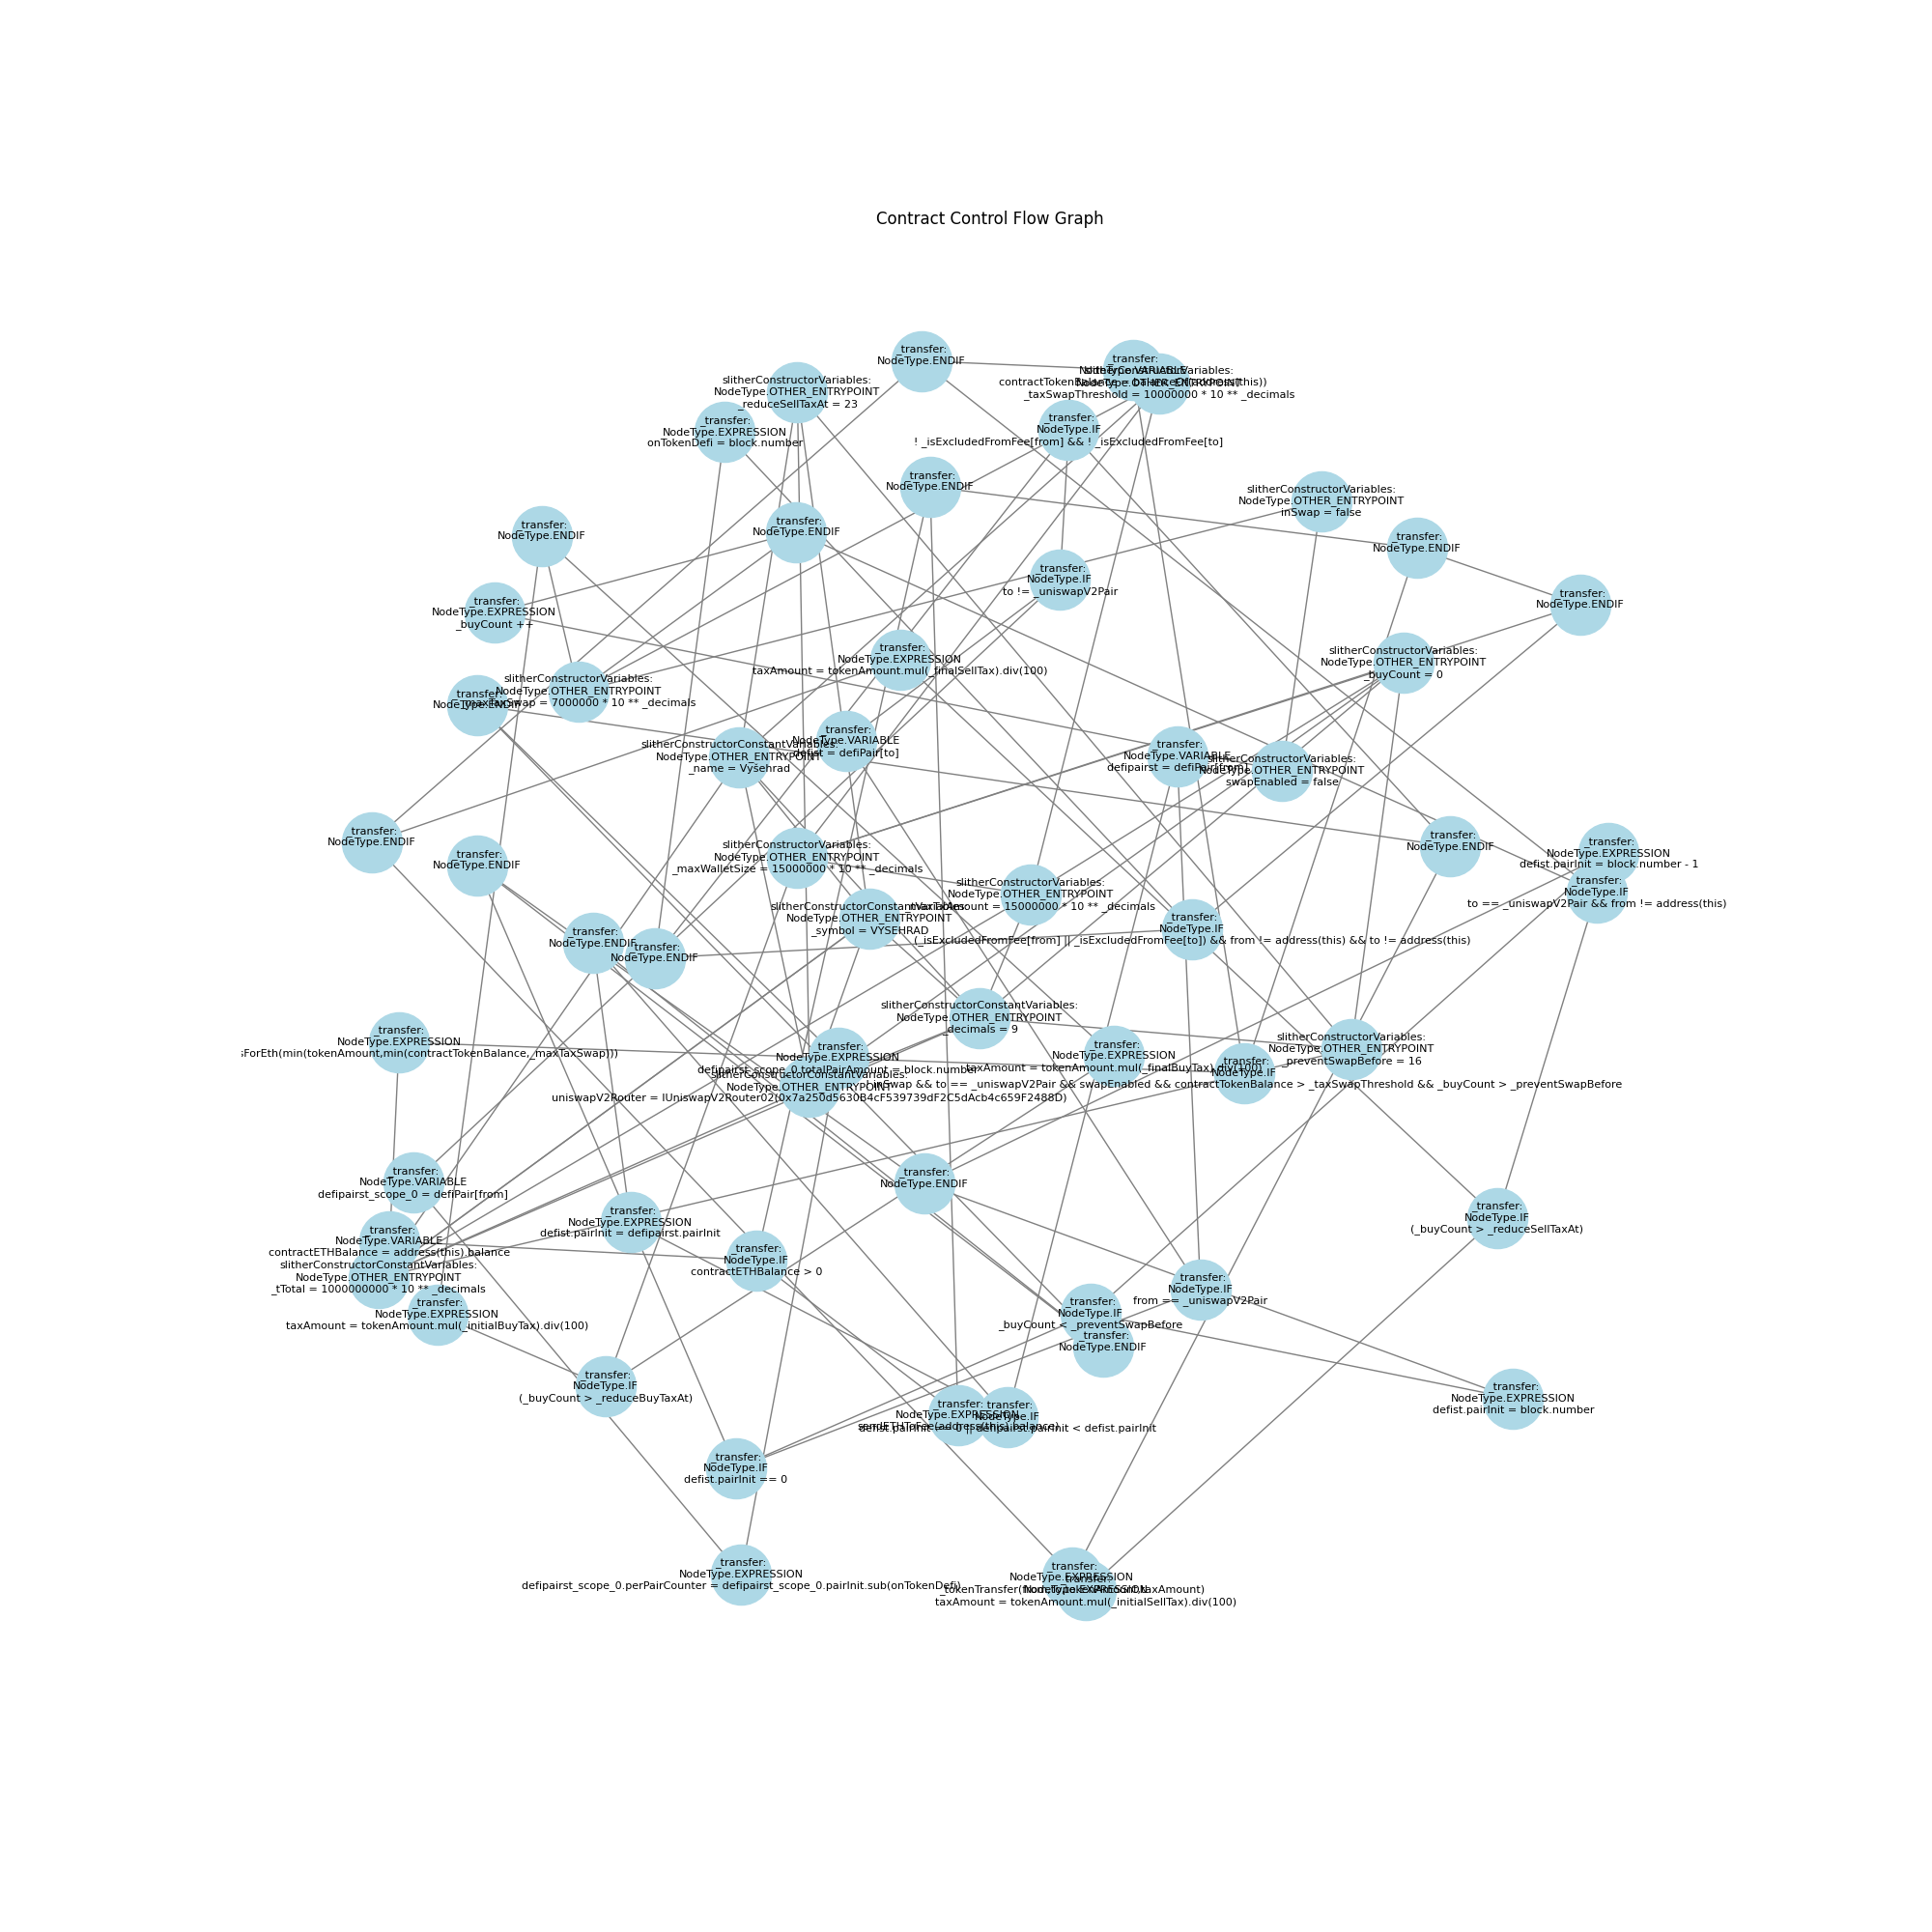 Contract Control Flow Graph
_transfer:
NodeType.ENDIF
_transfer:
NodeType.VARIABLE
contractTokenBalance = balanceOf(address(this))
slitherConstructorVariables:
NodeType.OTHER_ENTRYPOINT
_taxSwapThreshold = 10000000 * 10 ** _decimals
slitherConstructorVariables:
NodeType.OTHER_ENTRYPOINT
_reduceSellTaxAt = 23
_transfer:
NodeType.EXPRESSION
onTokenDefi = block.number
_transfer:
NodeType.IF
! _isExcludedFromFee[from] && ! _isExcludedFromFee[to]
_transfer:
NodeType.ENDIF
slitherConstructorVariables:
NodeType.OTHER_ENTRYPOINT
inSwap = false
_transfer:
NodeType.ENDIF
_transfer:
NodeType.ENDIF
_transfer:
NodeType.ENDIF
_transfer:
NodeType.IF
to != _uniswapV2Pair
_transfer:
NodeType.ENDIF
_transfer:
NodeType.EXPRESSION
_buyCount ++
slitherConstructorVariables:
NodeType.OTHER_ENTRYPOINT
_buyCount = 0
_transfer:
NodeType.EXPRESSION
taxAmount = tokenAmount.mul(_finalSellTax).div(100)
slitherConstructorVariables:
NodeType.OTHER_ENTRYPOINT
_maxTaxSwap = 7000000 * 10 ** _decimals
_transfer:
NodeType.ENDIF
_transfer:
NodeType.VARIABLE
defist = defiPair[to]
slitherConstructorConstantVariables:
NodeType.OTHER_ENTRYPOINT
_name = Vyšehrad
_transfer:
NodeType.VARIABLE
defipairst = defiPair[from]
slitherConstructorVariables:
NodeType.OTHER_ENTRYPOINT
swapEnabled = false
_transfer:
NodeType.ENDIF
_transfer:
NodeType.ENDIF
_transfer:
NodeType.EXPRESSION
defist.pairInit = block.number - 1
_transfer:
NodeType.ENDIF
slitherConstructorVariables:
NodeType.OTHER_ENTRYPOINT
_maxWalletSize = 15000000 * 10 ** _decimals
_transfer:
NodeType.IF
to == _uniswapV2Pair && from != address(this)
slitherConstructorVariables:
NodeType.OTHER_ENTRYPOINT
_maxTxAmount = 15000000 * 10 ** _decimals
slitherConstructorConstantVariables:
NodeType.OTHER_ENTRYPOINT
_symbol = VYSEHRAD
_transfer:
NodeType.IF
(_isExcludedFromFee[from] || _isExcludedFromFee[to]) && from != address(this) && to != address(this)
_transfer:
NodeType.ENDIF
_transfer:
NodeType.ENDIF
slitherConstructorConstantVariables:
NodeType.OTHER_ENTRYPOINT
_decimals = 9
_transfer:
NodeType.EXPRESSION
sForEth(min(tokenAmount,min(contractTokenBalance,_maxTaxSwap)))
slitherConstructorVariables:
NodeType.OTHER_ENTRYPOINT
_preventSwapBefore = 16
_transfer:
NodeType.EXPRESSION
defipairst_scope_0.totalPairAmount = block.number
_transfer:
NodeType.EXPRESSION
taxAmount = tokenAmount.mul(_finalBuyTax).div(100)
_transfer:
NodeType.IF
inSwap && to == _uniswapV2Pair && swapEnabled && contractTokenBalance > _taxSwapThreshold && _buyCount > _preventSwapBefore
slitherConstructorConstantVariables:
NodeType.OTHER_ENTRYPOINT
uniswapV2Router = IUniswapV2Router02(0x7a250d5630B4cF539739dF2C5dAcb4c659F2488D)
_transfer:
NodeType.VARIABLE
defipairst_scope_0 = defiPair[from]
_transfer:
NodeType.ENDIF
_transfer:
NodeType.EXPRESSION
defist.pairInit = defipairst.pairInit
_transfer:
NodeType.IF
(_buyCount > _reduceSellTaxAt)
_transfer:
NodeType.VARIABLE
contractETHBalance = address(this).balance
slitherConstructorConstantVariables:
NodeType.OTHER_ENTRYPOINT
_tTotal = 1000000000 * 10 ** _decimals
_transfer:
NodeType.IF
contractETHBalance > 0
_transfer:
NodeType.IF
from == _uniswapV2Pair
_transfer:
NodeType.EXPRESSION
taxAmount = tokenAmount.mul(_initialBuyTax).div(100)
_transfer:
NodeType.IF
_buyCount < _preventSwapBefore
_transfer:
NodeType.ENDIF
_transfer:
NodeType.IF
(_buyCount > _reduceBuyTaxAt)
_transfer:
NodeType.EXPRESSION
defist.pairInit = block.number
_transfer:
NodeType.EXPRESSION
sendETHToFee(address(this).balance)
_transfer:
NodeType.IF
defist.pairInit == 0 || defipairst.pairInit < defist.pairInit
_transfer:
NodeType.IF
defist.pairInit == 0
_transfer:
NodeType.EXPRESSION
defipairst_scope_0.perPairCounter = defipairst_scope_0.pairInit.sub(onTokenDefi)
_transfer:
NodeType.EXPRESSION
_tokenTransfer(from,to,tokenAmount,taxAmount)
_transfer:
NodeType.EXPRESSION
taxAmount = tokenAmount.mul(_initialSellTax).div(100)